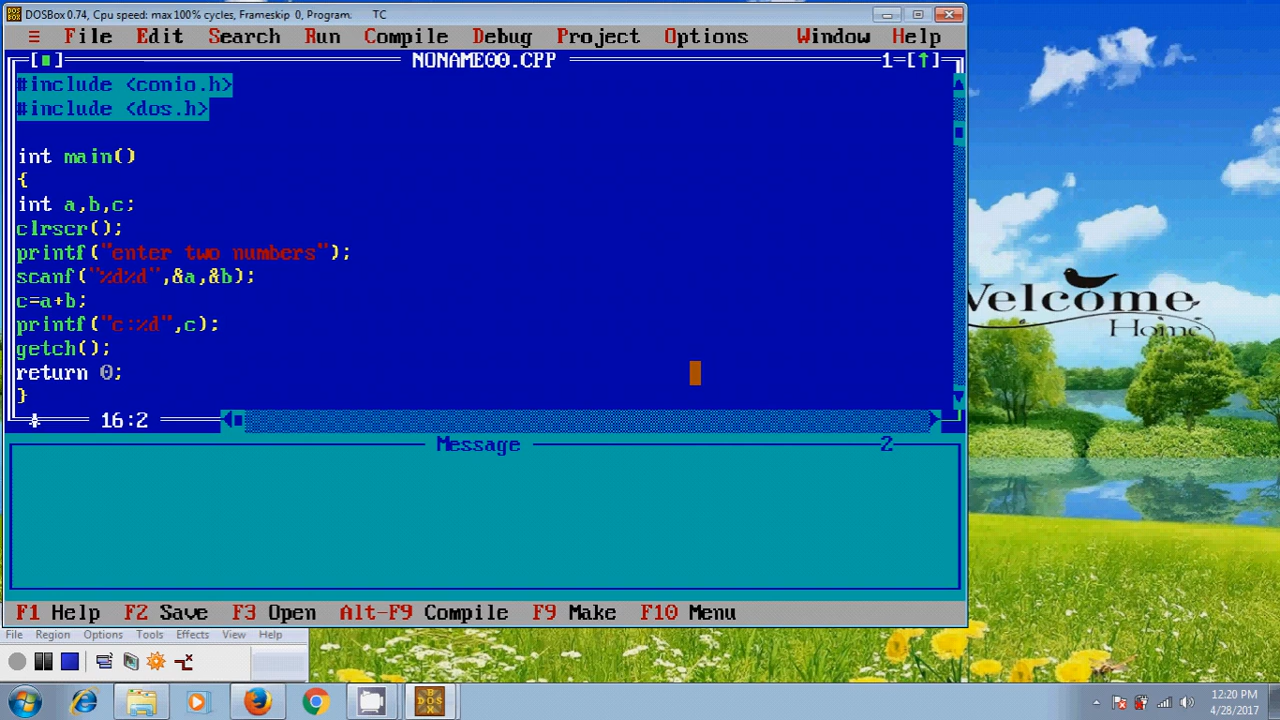 DOSBox 0.74, Cpu speed: max 100% cycles, Frameskip 0, Program: TC
≡ File Edit Search Run Compile Debug Project Options Window Help
[■] NONAME00.CPP 1=[↑]
#include <conio.h>
#include <dos.h>
int main()
{
int a,b,c;
clrscr();
printf("enter two numbers");
scanf("%d%d",&a,&b);
c=a+b;
printf("c:%d",c);
getch();
return 0;
}
16:2
Message 2
F1 Help F2 Save F3 Open Alt-F9 Compile F9 Make F10 Menu
Welcome
Home
File Region Options Tools Effects View Help
DOS
BOX
12:20 PM
4/28/2017